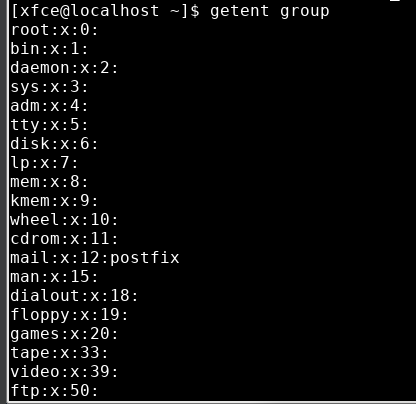 [xfce@localhost ~]$ getent group
root:x:0:
bin:x:1:
daemon:x:2:
sys:x:3:
adm:x:4:
tty:x:5:
disk:x:6:
lp:x:7:
mem:x:8:
kmem:x:9:
wheel:x:10:
cdrom:x:11:
mail:x:12:postfix
man:x:15:
dialout:x:18:
floppy:x:19:
games:x:20:
tape:x:33:
video:x:39:
ftp:x:50: